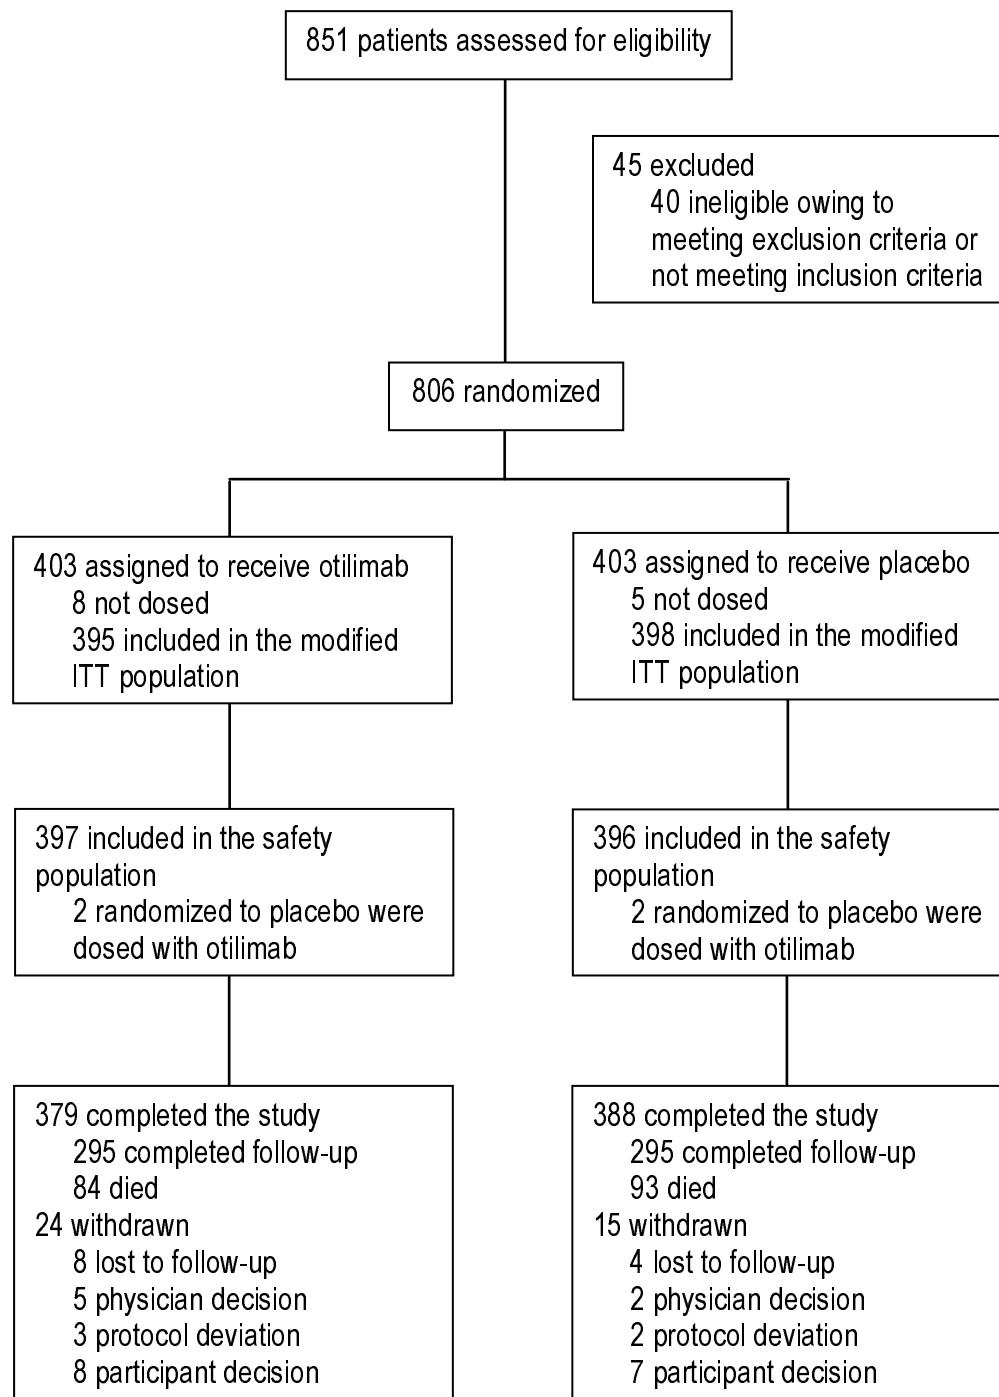 851 patients assessed for eligibility
45 excluded
40 ineligible owing to
meeting exclusion criteria or
not meeting inclusion criteria
806 randomized
403 assigned to receive otilimab
8 not dosed
395 included in the modified
ITT population
403 assigned to receive placebo
5 not dosed
398 included in the modified
ITT population
397 included in the safety
population
2 randomized to placebo were
dosed with otilimab
396 included in the safety
population
2 randomized to placebo were
dosed with otilimab
379 completed the study
295 completed follow-up
84 died
24 withdrawn
8 lost to follow-up
5 physician decision
3 protocol deviation
8 participant decision
388 completed the study
295 completed follow-up
93 died
15 withdrawn
4 lost to follow-up
2 physician decision
2 protocol deviation
7 participant decision